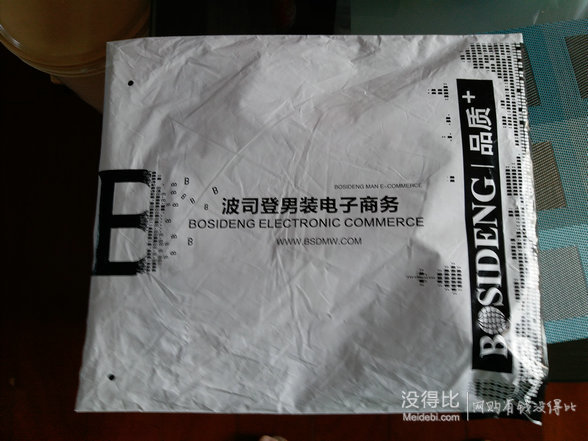 E
BOSIDENG MAN E-COMMERCE
波司登男装电子商务
BOSIDENG ELECTRONIC COMMERCE
WWW.BSDMW.COM
BOSIDENG | 品质+
没得比 网购有钱没得比
Meidebi.com